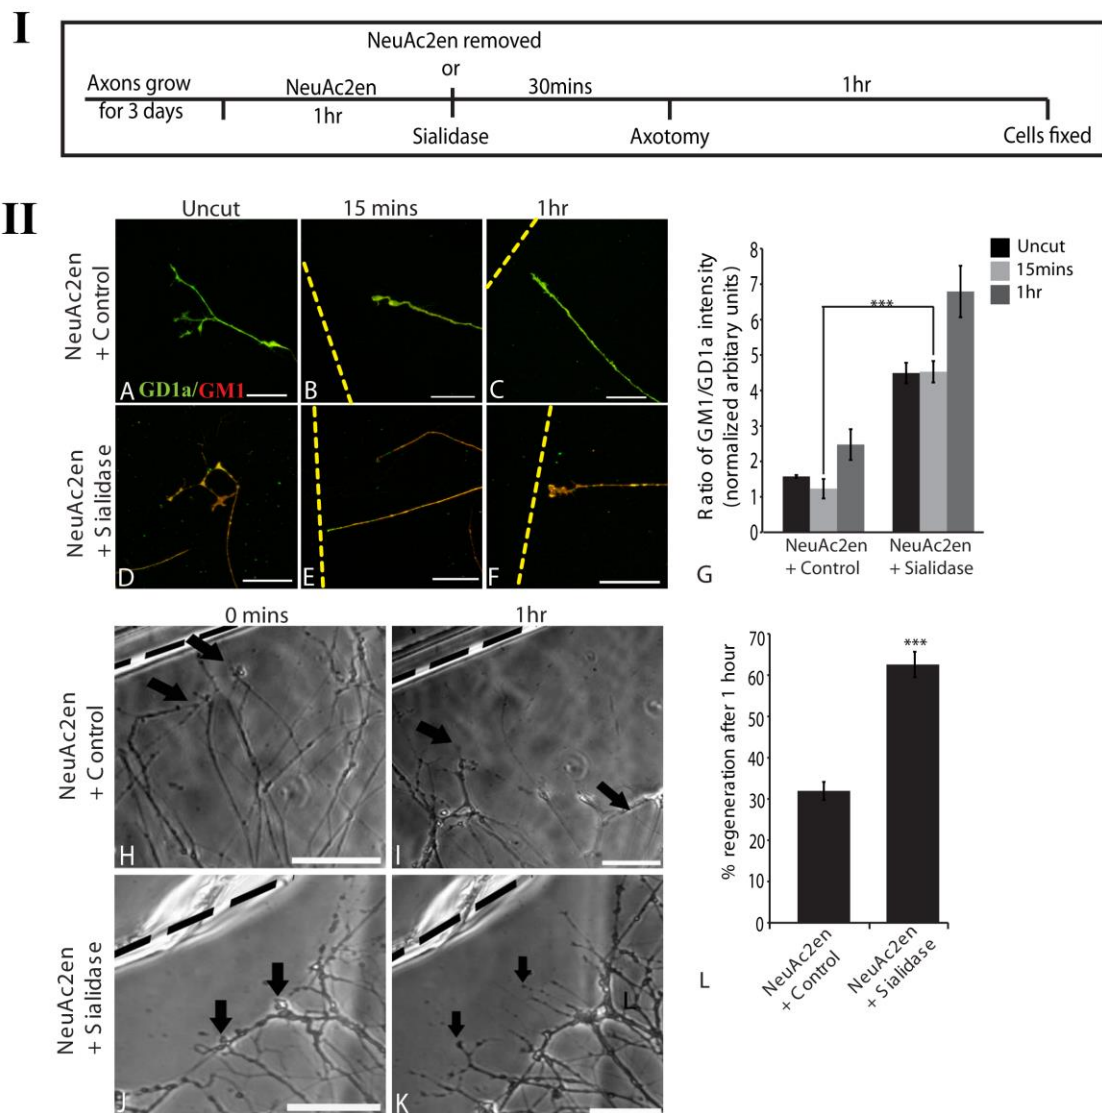 I
NeuAc2en removed
or
Axons grow
for 3 days
NeuAc2en
1hr
30mins
1hr
Sialidase
Axotomy
Cells fixed
II
Uncut
15 mins
1hr
NeuAc2en
+ Control
A GD1a/GM1
B
C
NeuAc2en
+ Sialidase
D
E
F
Ratio of GM1/GD1a intensity
(normalized arbitary units)
8
7
6
5
4
3
2
1
0
***
Uncut
15mins
1hr
NeuAc2en
+ Control
NeuAc2en
+ Sialidase
G
0 mins
1hr
NeuAc2en
+ Control
H
I
NeuAc2en
+ Sialidase
J
K
L
% regeneration after 1 hour
70
60
50
40
30
20
10
0
***
NeuAc2en
+ Control
NeuAc2en
+ Sialidase
L